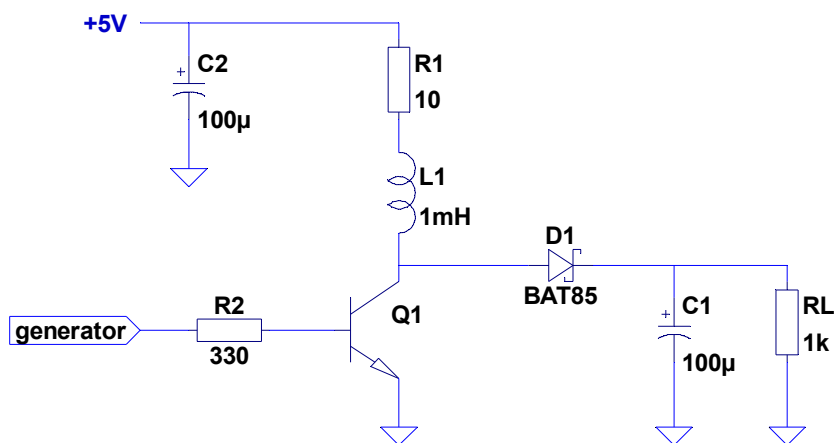 +5V
C2
100µ
R1
10
L1
1mH
D1
BAT85
R2
330
generator
Q1
C1
100µ
RL
1k
+
+